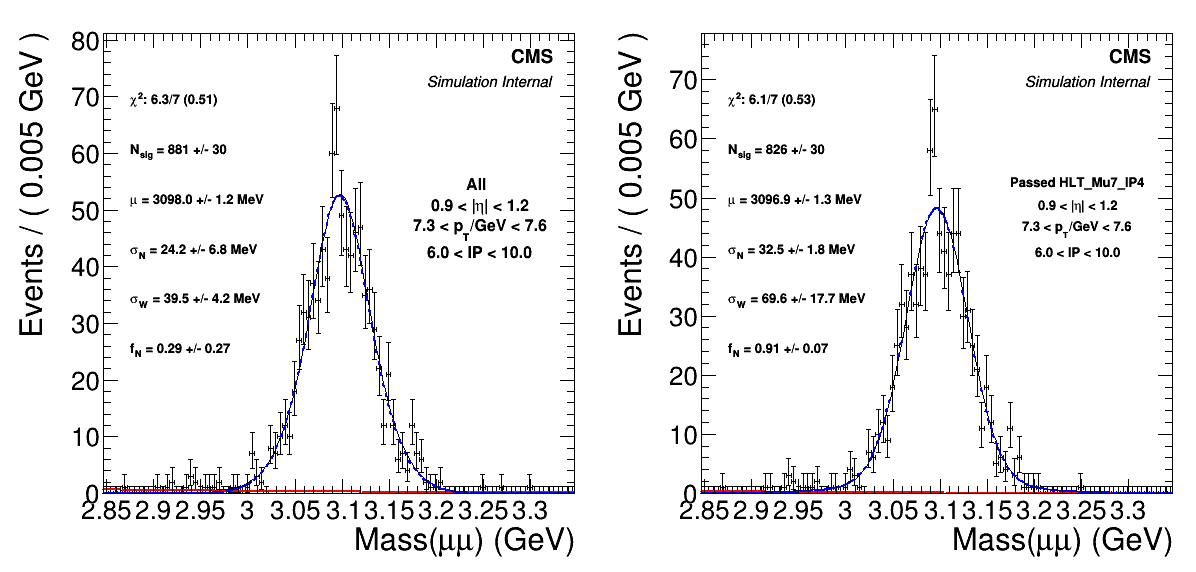 Events / ( 0.005 GeV )
80
70
60
50
40
30
20
10
0
CMS
Simulation Internal
χ²: 6.3/7 (0.51)
N_sig = 881 +/- 30
μ = 3098.0 +/- 1.2 MeV
σ_N = 24.2 +/- 6.8 MeV
σ_W = 39.5 +/- 4.2 MeV
f_N = 0.29 +/- 0.27
All
0.9 < |η| < 1.2
7.3 < p_T/GeV < 7.6
6.0 < IP < 10.0
2.85 2.9 2.95 3 3.05 3.1 3.15 3.2 3.25 3.3
Mass(μμ) (GeV)
Events / ( 0.005 GeV )
70
60
50
40
30
20
10
0
CMS
Simulation Internal
χ²: 6.1/7 (0.53)
N_sig = 826 +/- 30
μ = 3096.9 +/- 1.3 MeV
σ_N = 32.5 +/- 1.8 MeV
σ_W = 69.6 +/- 17.7 MeV
f_N = 0.91 +/- 0.07
Passed HLT_Mu7_IP4
0.9 < |η| < 1.2
7.3 < p_T/GeV < 7.6
6.0 < IP < 10.0
2.85 2.9 2.95 3 3.05 3.1 3.15 3.2 3.25 3.3
Mass(μμ) (GeV)